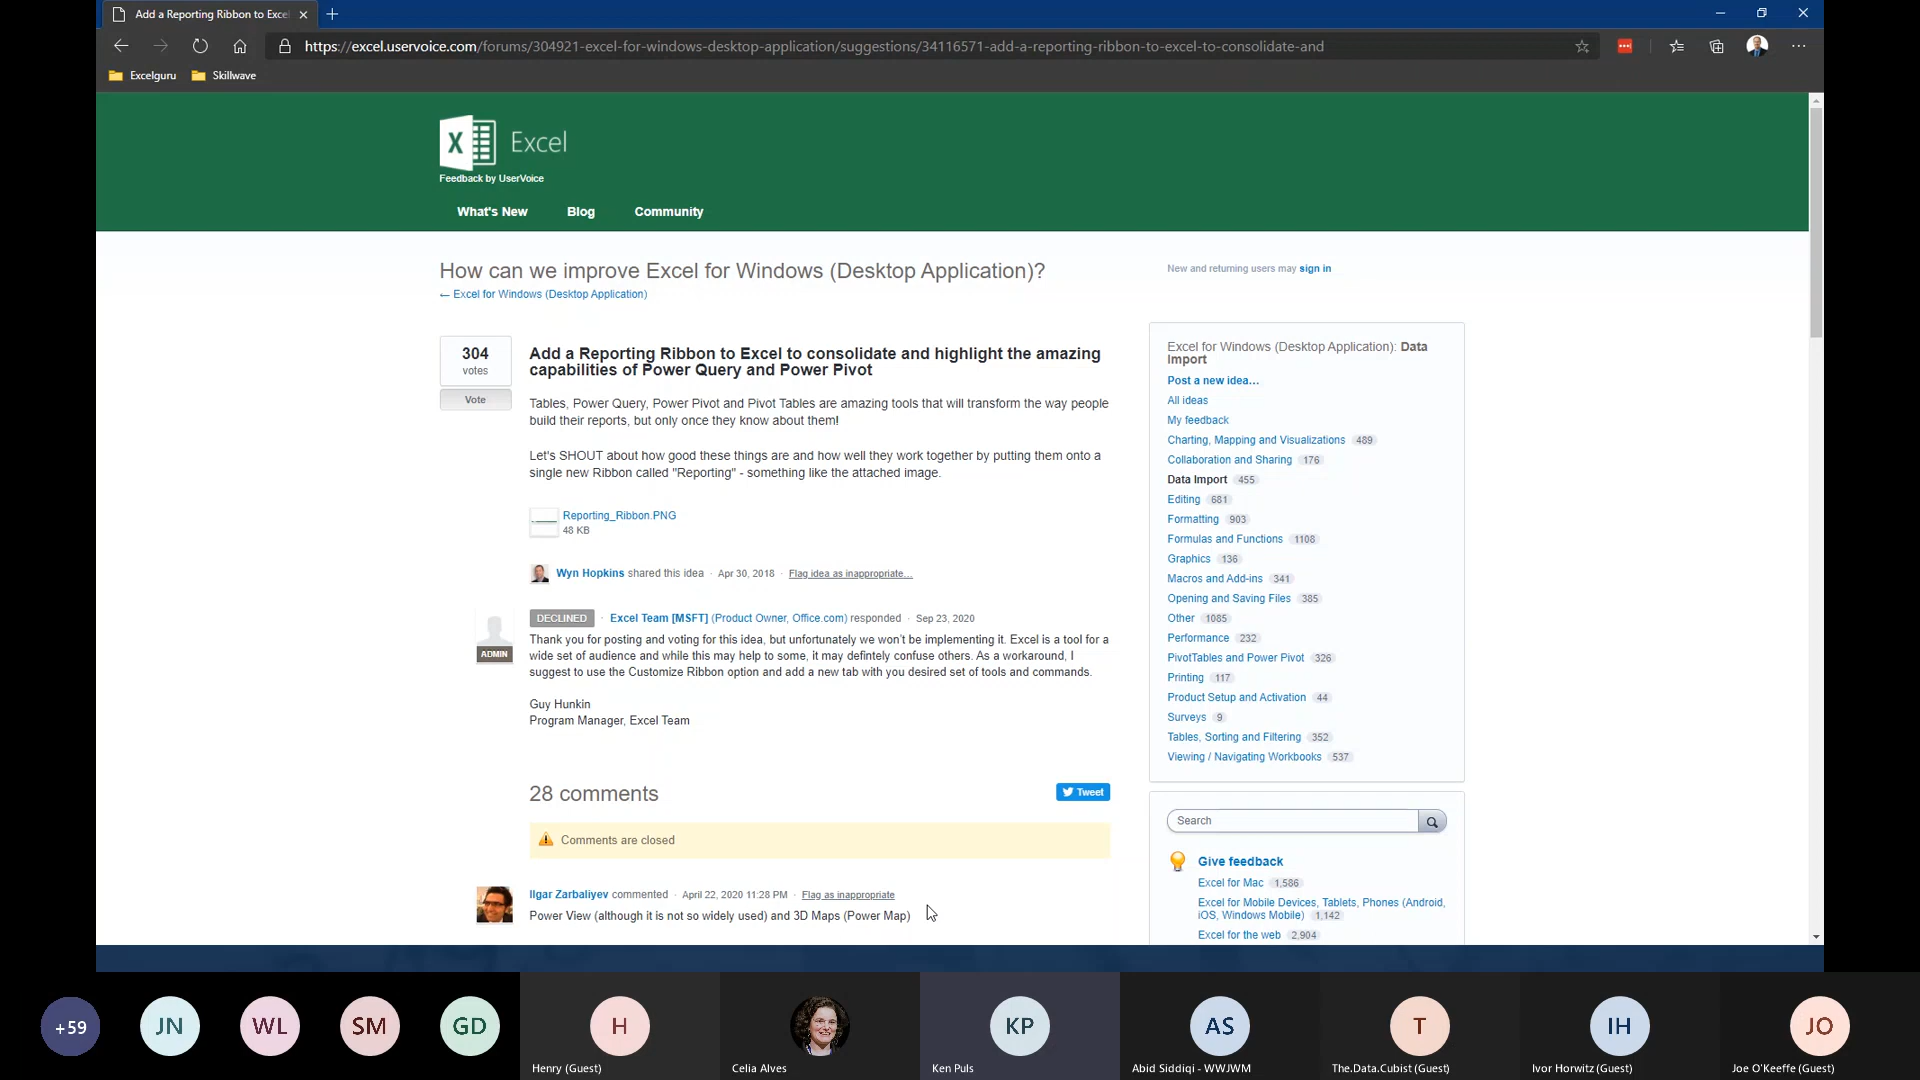 Add a Reporting Ribbon to Exce
https://excel.uservoice.com/forums/304921-excel-for-windows-desktop-application/suggestions/34116571-add-a-reporting-ribbon-to-excel-to-consolidate-and
Excelguru
Skillwave
Excel
Feedback by UserVoice
What's New
Blog
Community
How can we improve Excel for Windows (Desktop Application)?
New and returning users may sign in
← Excel for Windows (Desktop Application)
304
votes
Vote
Add a Reporting Ribbon to Excel to consolidate and highlight the amazing
capabilities of Power Query and Power Pivot
Tables, Power Query, Power Pivot and Pivot Tables are amazing tools that will transform the way people
build their reports, but only once they know about them!
Let's SHOUT about how good these things are and how well they work together by putting them onto a
single new Ribbon called "Reporting" - something like the attached image.
Reporting_Ribbon.PNG
48 KB
Wyn Hopkins shared this idea · Apr 30, 2018 · Flag idea as inappropriate…
ADMIN
DECLINED · Excel Team [MSFT] (Product Owner, Office.com) responded · Sep 23, 2020
Thank you for posting and voting for this idea, but unfortunately we won't be implementing it. Excel is a tool for a
wide set of audience and while this may help to some, it may defintely confuse others. As a workaround, I
suggest to use the Customize Ribbon option and add a new tab with you desired set of tools and commands.
Guy Hunkin
Program Manager, Excel Team
28 comments
Tweet
Comments are closed
Ilgar Zarbaliyev commented · April 22, 2020 11:28 PM · Flag as inappropriate
Power View (although it is not so widely used) and 3D Maps (Power Map)
Excel for Windows (Desktop Application): Data
Import
Post a new idea…
All ideas
My feedback
Charting, Mapping and Visualizations 489
Collaboration and Sharing 176
Data Import 455
Editing 681
Formatting 903
Formulas and Functions 1108
Graphics 136
Macros and Add-ins 341
Opening and Saving Files 385
Other 1085
Performance 232
PivotTables and Power Pivot 326
Printing 117
Product Setup and Activation 44
Surveys 9
Tables, Sorting and Filtering 352
Viewing / Navigating Workbooks 537
Search
Give feedback
Excel for Mac 1,586
Excel for Mobile Devices, Tablets, Phones (Android,
iOS, Windows Mobile) 1,142
Excel for the web 2,904
+59
JN
WL
SM
GD
H
KP
AS
T
IH
JO
Henry (Guest)
Celia Alves
Ken Puls
Abid Siddiqi - WWJWM
The.Data.Cubist (Guest)
Ivor Horwitz (Guest)
Joe O'Keeffe (Guest)